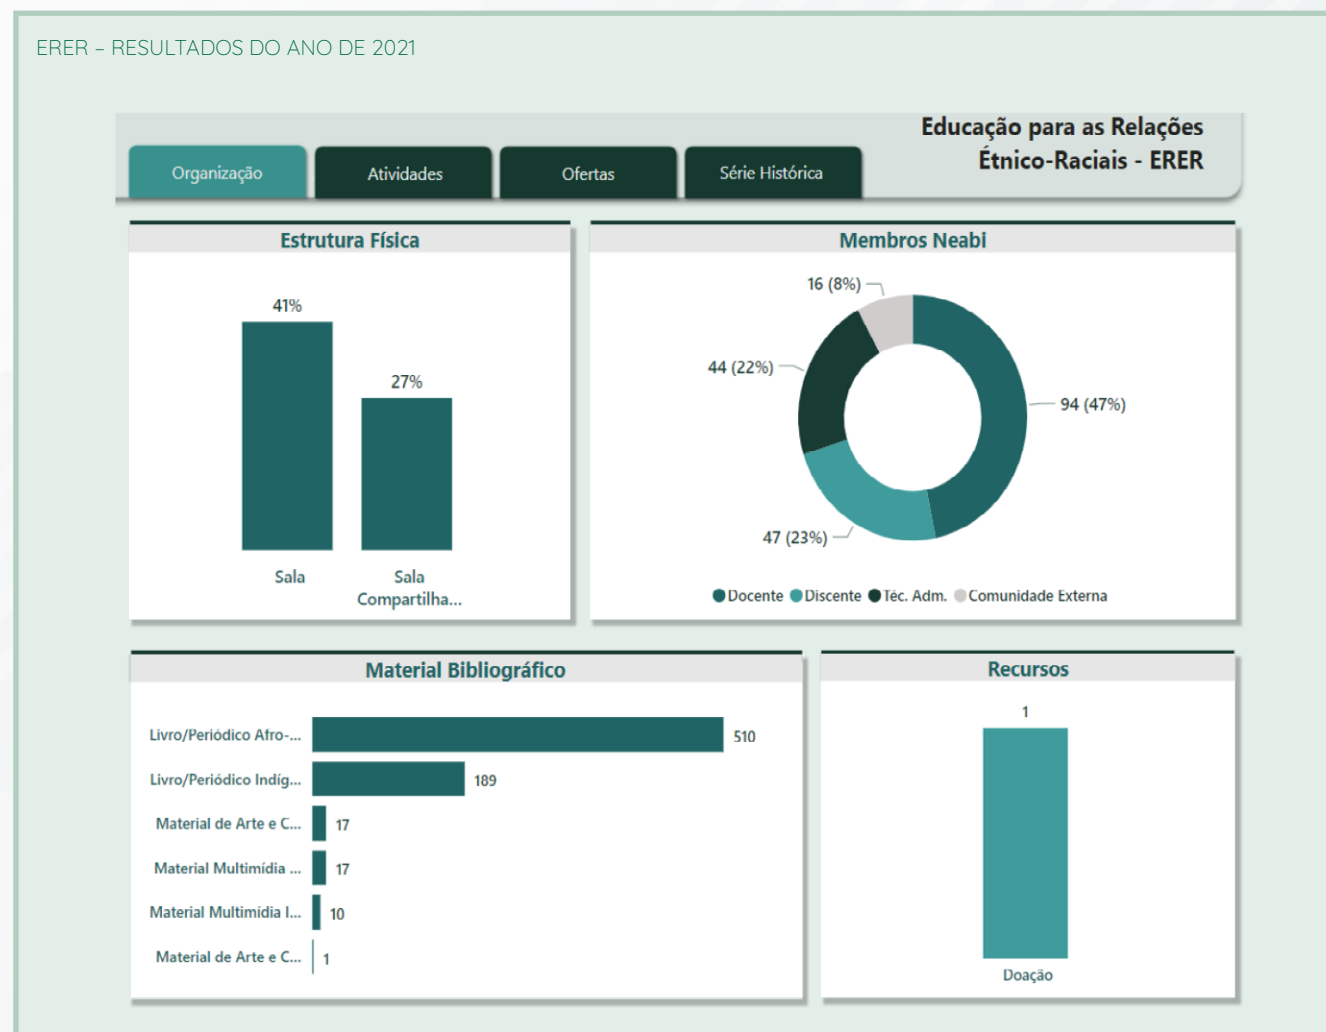 ERER – RESULTADOS DO ANO DE 2021
Educação para as Relações
Étnico-Raciais - ERER
Organização
Atividades
Ofertas
Série Histórica
Estrutura Física
41%
27%
Sala
Sala
Compartilha...
Membros Neabi
16 (8%)
44 (22%)
94 (47%)
47 (23%)
Docente Discente Téc. Adm. Comunidade Externa
Material Bibliográfico
Livro/Periódico Afro-... 510
Livro/Periódico Indíg... 189
Material de Arte e C... 17
Material Multimídia ... 17
Material Multimídia I... 10
Material de Arte e C... 1
Recursos
1
Doação